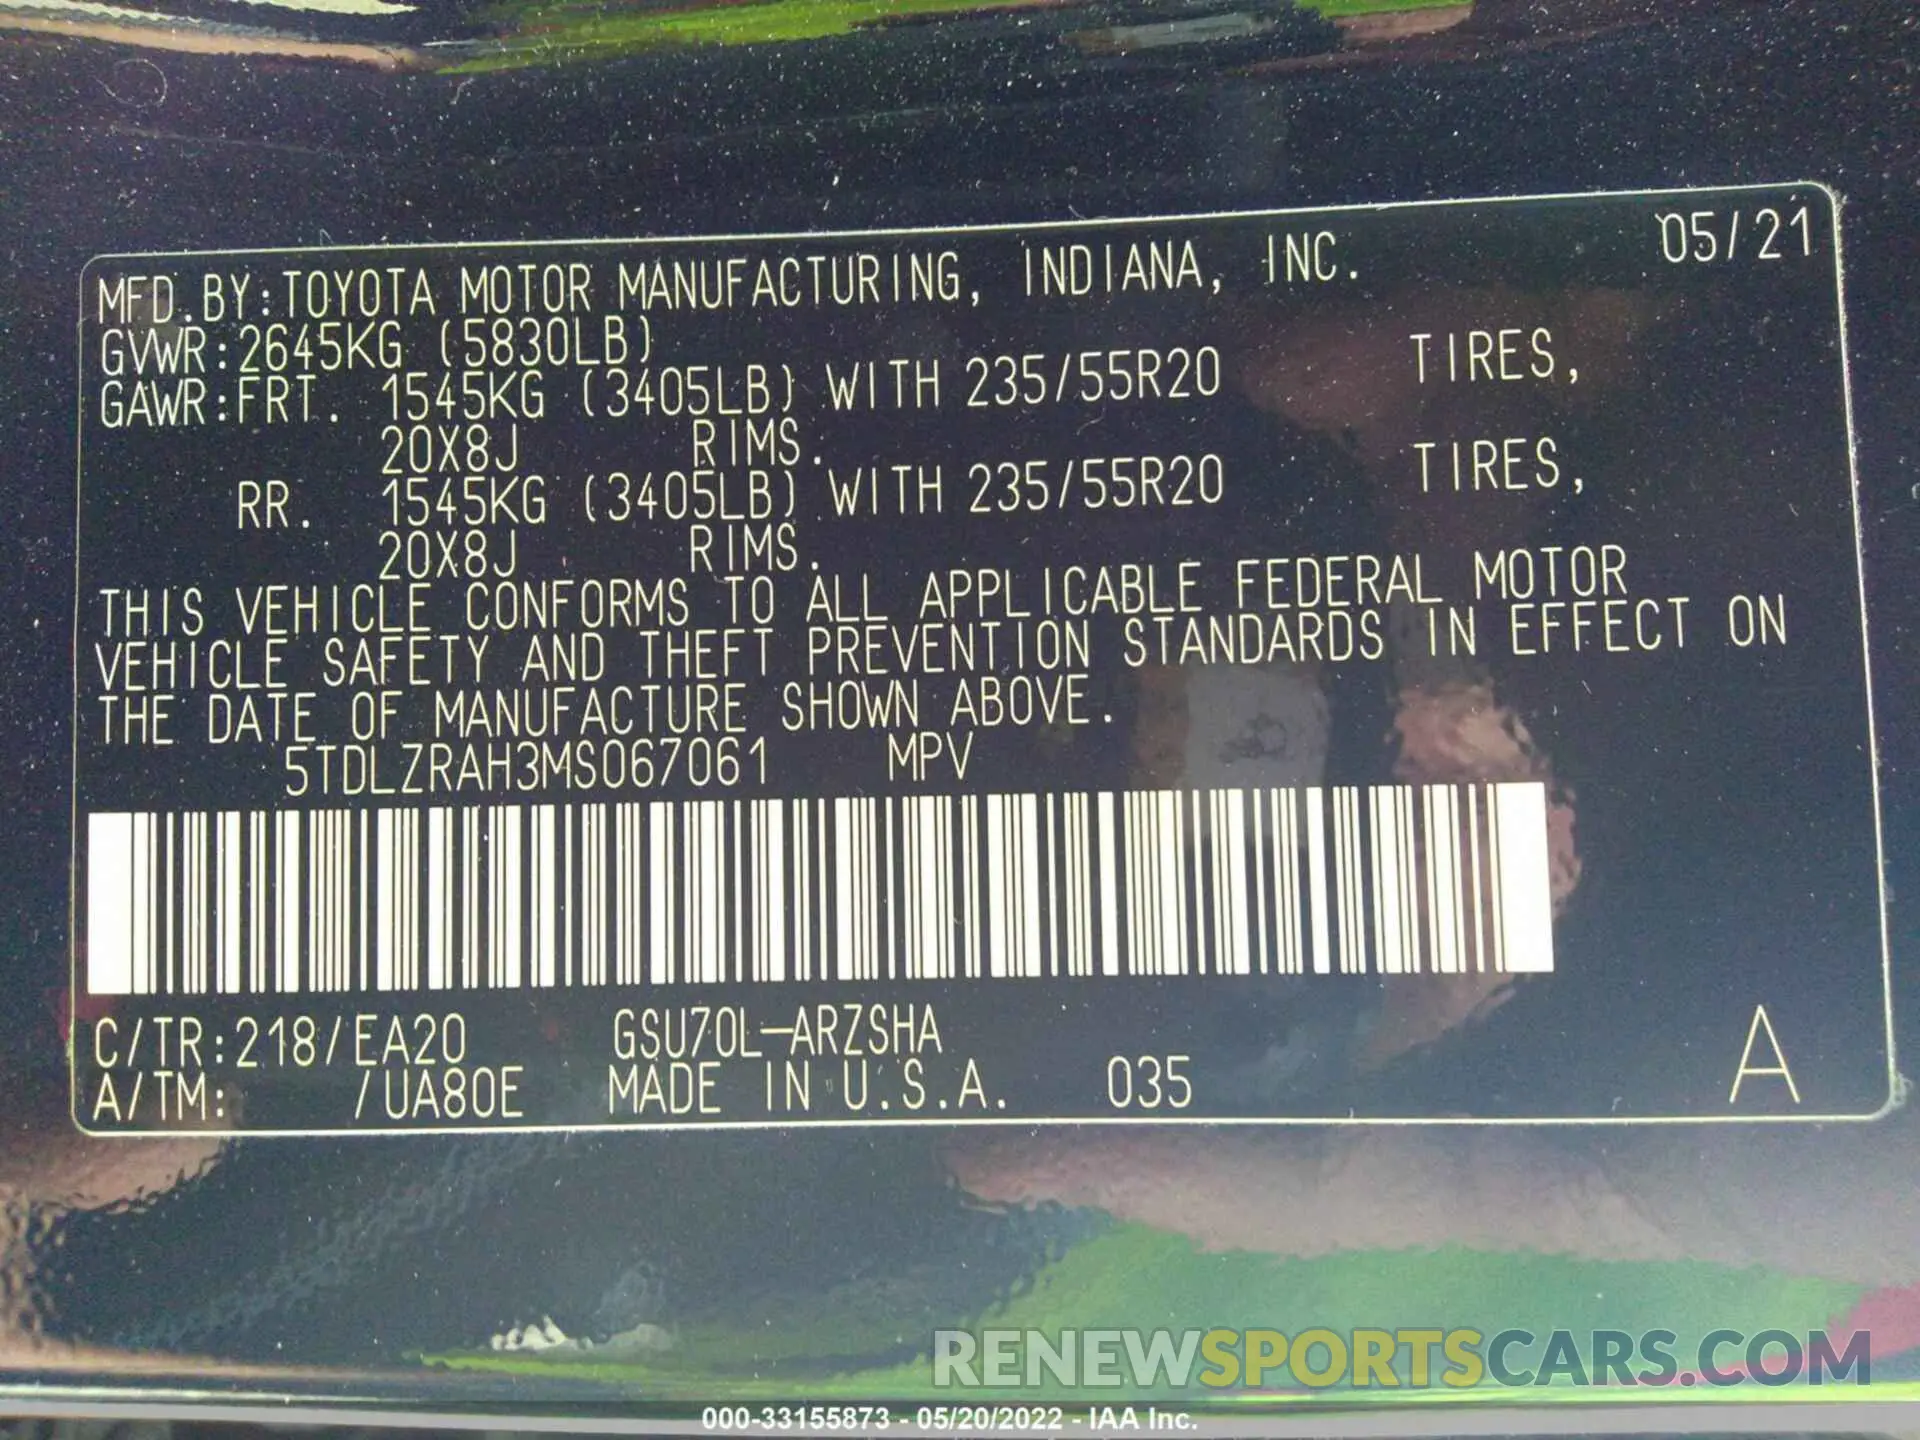 MFD.BY:TOYOTA MOTOR MANUFACTURING, INDIANA, INC. 05/21
GVWR:2645KG (5830LB)
GAWR:FRT. 1545KG (3405LB) WITH 235/55R20 TIRES,
20X8J RIMS.
RR. 1545KG (3405LB) WITH 235/55R20 TIRES,
20X8J RIMS.
THIS VEHICLE CONFORMS TO ALL APPLICABLE FEDERAL MOTOR
VEHICLE SAFETY AND THEFT PREVENTION STANDARDS IN EFFECT ON
THE DATE OF MANUFACTURE SHOWN ABOVE.
5TDLZRAH3MS067061 MPV
C/TR:218/EA20 GSU70L-ARZSHA
A/TM: /UA80E MADE IN U.S.A. 035 A
RENEWSPORTSCARS.COM
000-33155873 - 05/20/2022 - IAA Inc.